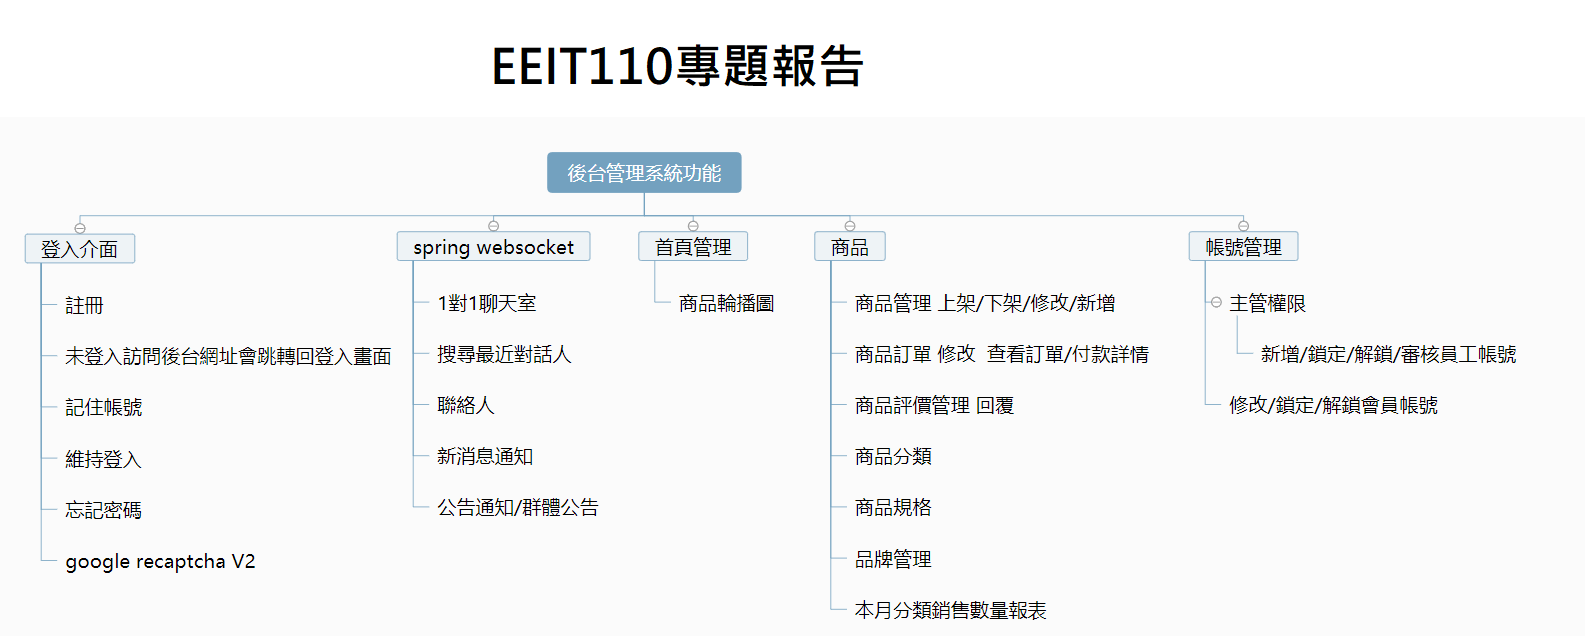 EEIT110專題報告
後台管理系統功能
登入介面
註冊
未登入訪問後台網址會跳轉回登入畫面
記住帳號
維持登入
忘記密碼
google recaptcha V2
spring websocket
1對1聊天室
搜尋最近對話人
聯絡人
新消息通知
公告通知/群體公告
首頁管理
商品輪播圖
商品
商品管理 上架/下架/修改/新增
商品訂單 修改  查看訂單/付款詳情
商品評價管理 回覆
商品分類
商品規格
品牌管理
本月分類銷售數量報表
帳號管理
主管權限
新增/鎖定/解鎖/審核員工帳號
修改/鎖定/解鎖會員帳號